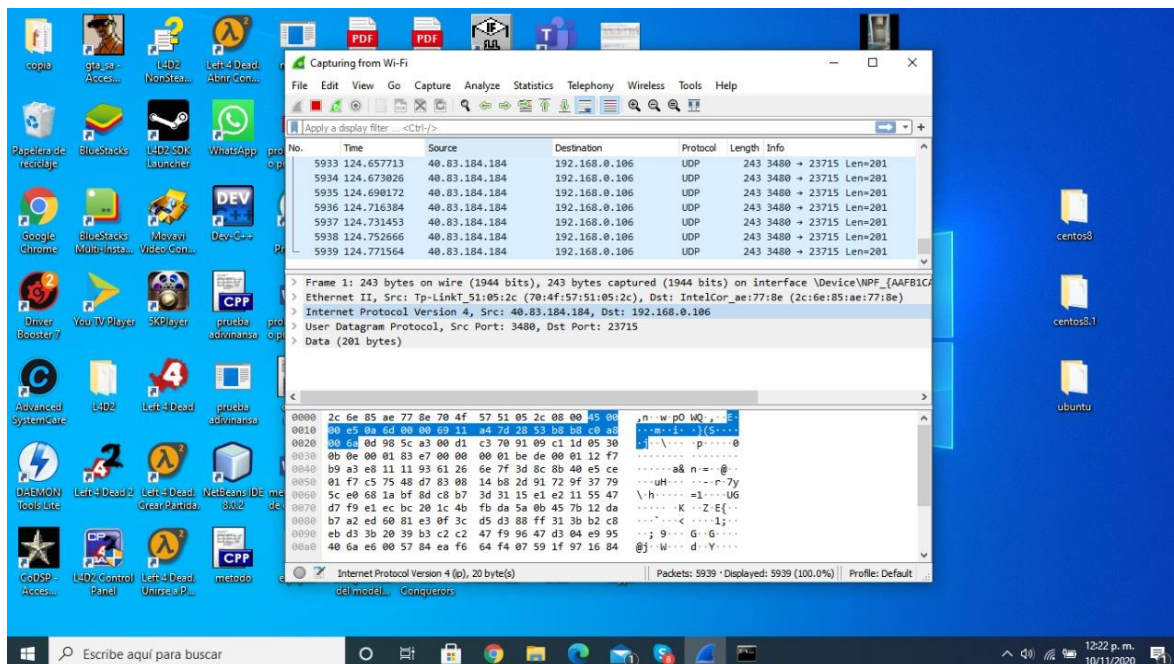 copia
gta_sa -
Acces...
L4D2
NonStea...
Left 4 Dead.
Abrir Con...
PDF
PDF
Papelera de
reciclaje
BlueStacks
L4D2 SDK
Launcher
WhatsApp
Google
Chrome
BlueStacks
Multi-Insta...
Movavi
Video Con...
DEV
Dev-C++
Driver
Booster 7
You TV Player
5KPlayer
CPP
prueba
adivinansa
Advanced
SystemCare
L4D2
Left 4 Dead
prueba
adivinansa
DAEMON
Tools Lite
Left 4 Dead 2
Left 4 Dead.
Crear Partida.
NetBeans IDE
8.0.2
GoDSP -
Acces...
L4D2 Control
Panel
Left 4 Dead.
Unirse a P...
CPP
metodo
del model...
Conquerors
Capturing from Wi-Fi
File Edit View Go Capture Analyze Statistics Telephony Wireless Tools Help
Apply a display filter ... <Ctrl-/>
No. Time Source Destination Protocol Length Info
5933 124.657713 40.83.184.184 192.168.0.106 UDP 243 3480 → 23715 Len=201
5934 124.673026 40.83.184.184 192.168.0.106 UDP 243 3480 → 23715 Len=201
5935 124.690172 40.83.184.184 192.168.0.106 UDP 243 3480 → 23715 Len=201
5936 124.716384 40.83.184.184 192.168.0.106 UDP 243 3480 → 23715 Len=201
5937 124.731453 40.83.184.184 192.168.0.106 UDP 243 3480 → 23715 Len=201
5938 124.752666 40.83.184.184 192.168.0.106 UDP 243 3480 → 23715 Len=201
5939 124.771564 40.83.184.184 192.168.0.106 UDP 243 3480 → 23715 Len=201
> Frame 1: 243 bytes on wire (1944 bits), 243 bytes captured (1944 bits) on interface \Device\NPF_{AAFB1CA
> Ethernet II, Src: Tp-LinkT_51:05:2c (70:4f:57:51:05:2c), Dst: IntelCor_ae:77:8e (2c:6e:85:ae:77:8e)
> Internet Protocol Version 4, Src: 40.83.184.184, Dst: 192.168.0.106
> User Datagram Protocol, Src Port: 3480, Dst Port: 23715
> Data (201 bytes)
0000 2c 6e 85 ae 77 8e 70 4f 57 51 05 2c 08 00 45 00 ,n··w·pO WQ·,··E·
0010 00 e5 0a 6d 00 00 69 11 a4 7d 28 53 b8 b8 c0 a8 ···m··i· ·}(S····
0020 00 6a 0d 98 5c a3 00 d1 c3 70 91 09 c1 1d 05 30 ·j··\··· ·p·····0
0030 0b 0e 00 01 83 e7 00 00 00 01 be de 00 01 12 f7 ········ ········
0040 b9 a3 e8 11 11 93 61 26 6e 7f 3d 8c 8b 40 e5 ce ······a& n·=··@··
0050 01 f7 c5 75 48 d7 83 08 14 b8 2d 91 72 9f 37 79 ···uH··· ··-·r·7y
0060 5c e0 68 1a bf 8d c8 b7 3d 31 15 e1 e2 11 55 47 \·h····· =1····UG
0070 d7 f9 e1 ec bc 20 1c 4b fb da 5a 0b 45 7b 12 da ····· ·K ··Z·E{··
0080 b7 a2 ed 60 81 e3 0f 3c d5 d3 88 ff 31 3b b2 c8 ···`···< ····1;··
0090 eb d3 3b 20 39 b3 c2 c2 47 f9 96 47 d3 04 e9 95 ··; 9··· G··G····
00a0 40 6a e6 00 57 84 ea f6 64 f4 07 59 1f 97 16 84 @j··W··· d··Y····
Internet Protocol Version 4 (ip), 20 byte(s) Packets: 5939 · Displayed: 5939 (100.0%) Profile: Default
centos8
centos8.1
ubuntu
Escribe aquí para buscar
12:22 p. m.
10/11/2020